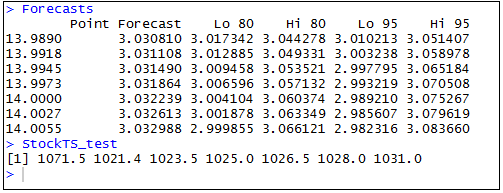 > Forecasts
Point Forecast Lo 80 Hi 80 Lo 95 Hi 95
13.9890 3.030810 3.017342 3.044278 3.010213 3.051407
13.9918 3.031108 3.012885 3.049331 3.003238 3.058978
13.9945 3.031490 3.009458 3.053521 2.997795 3.065184
13.9973 3.031864 3.006596 3.057132 2.993219 3.070508
14.0000 3.032239 3.004104 3.060374 2.989210 3.075267
14.0027 3.032613 3.001878 3.063349 2.985607 3.079619
14.0055 3.032988 2.999855 3.066121 2.982316 3.083660
> StockTS_test
[1] 1071.5 1021.4 1023.5 1025.0 1026.5 1028.0 1031.0
>